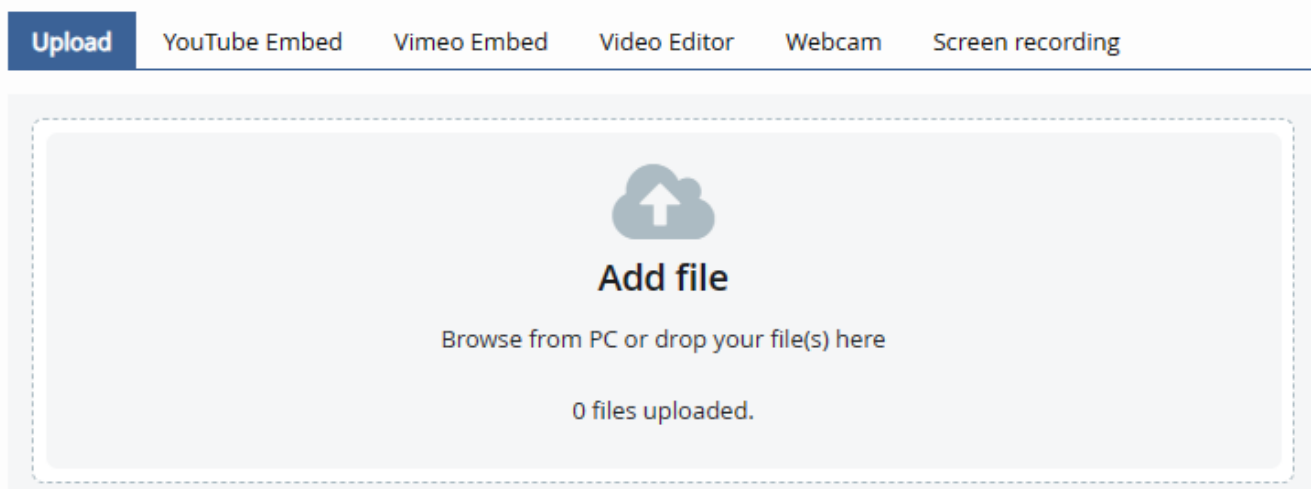 Upload YouTube Embed Vimeo Embed Video Editor Webcam Screen recording
Add file
Browse from PC or drop your file(s) here
0 files uploaded.